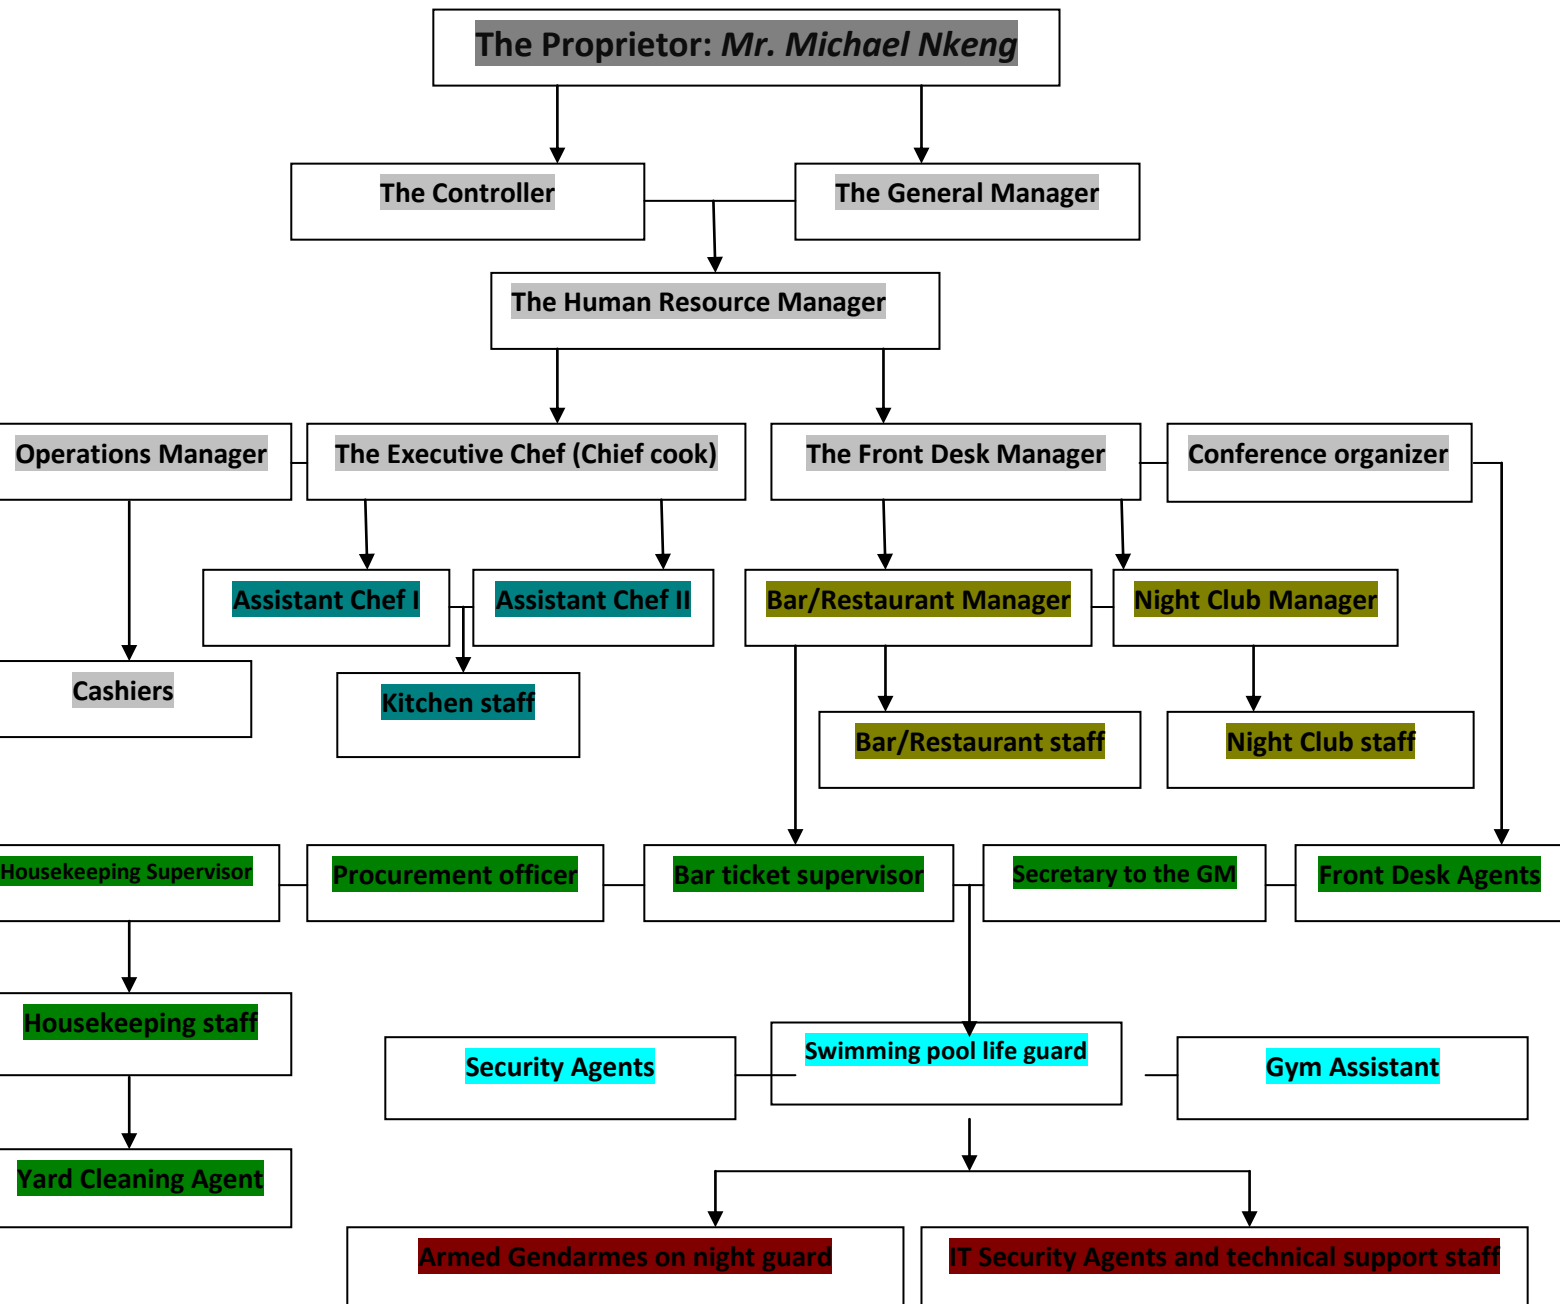 The Proprietor: Mr. Michael Nkeng
The Controller
The General Manager
The Human Resource Manager
Operations Manager
The Executive Chef (Chief cook)
The Front Desk Manager
Conference organizer
Assistant Chef I
Assistant Chef II
Bar/Restaurant Manager
Night Club Manager
Cashiers
Kitchen staff
Bar/Restaurant staff
Night Club staff
Housekeeping Supervisor
Procurement officer
Bar ticket supervisor
Secretary to the GM
Front Desk Agents
Housekeeping staff
Security Agents
Swimming pool life guard
Gym Assistant
Yard Cleaning Agent
Armed Gendarmes on night guard
IT Security Agents and technical support staff